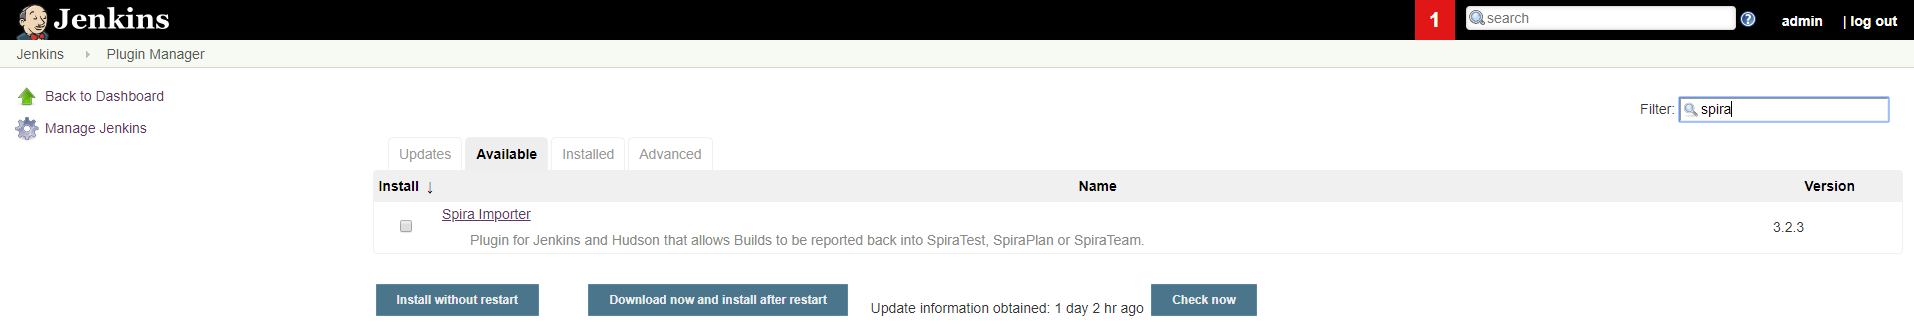 Jenkins
1
search
?
admin
| log out
Jenkins
Plugin Manager
Back to Dashboard
Manage Jenkins
Filter:
spira
Updates
Available
Installed
Advanced
Install ↓
Name
Version
Spira Importer
Plugin for Jenkins and Hudson that allows Builds to be reported back into SpiraTest, SpiraPlan or SpiraTeam.
3.2.3
Install without restart
Download now and install after restart
Update information obtained: 1 day 2 hr ago
Check now